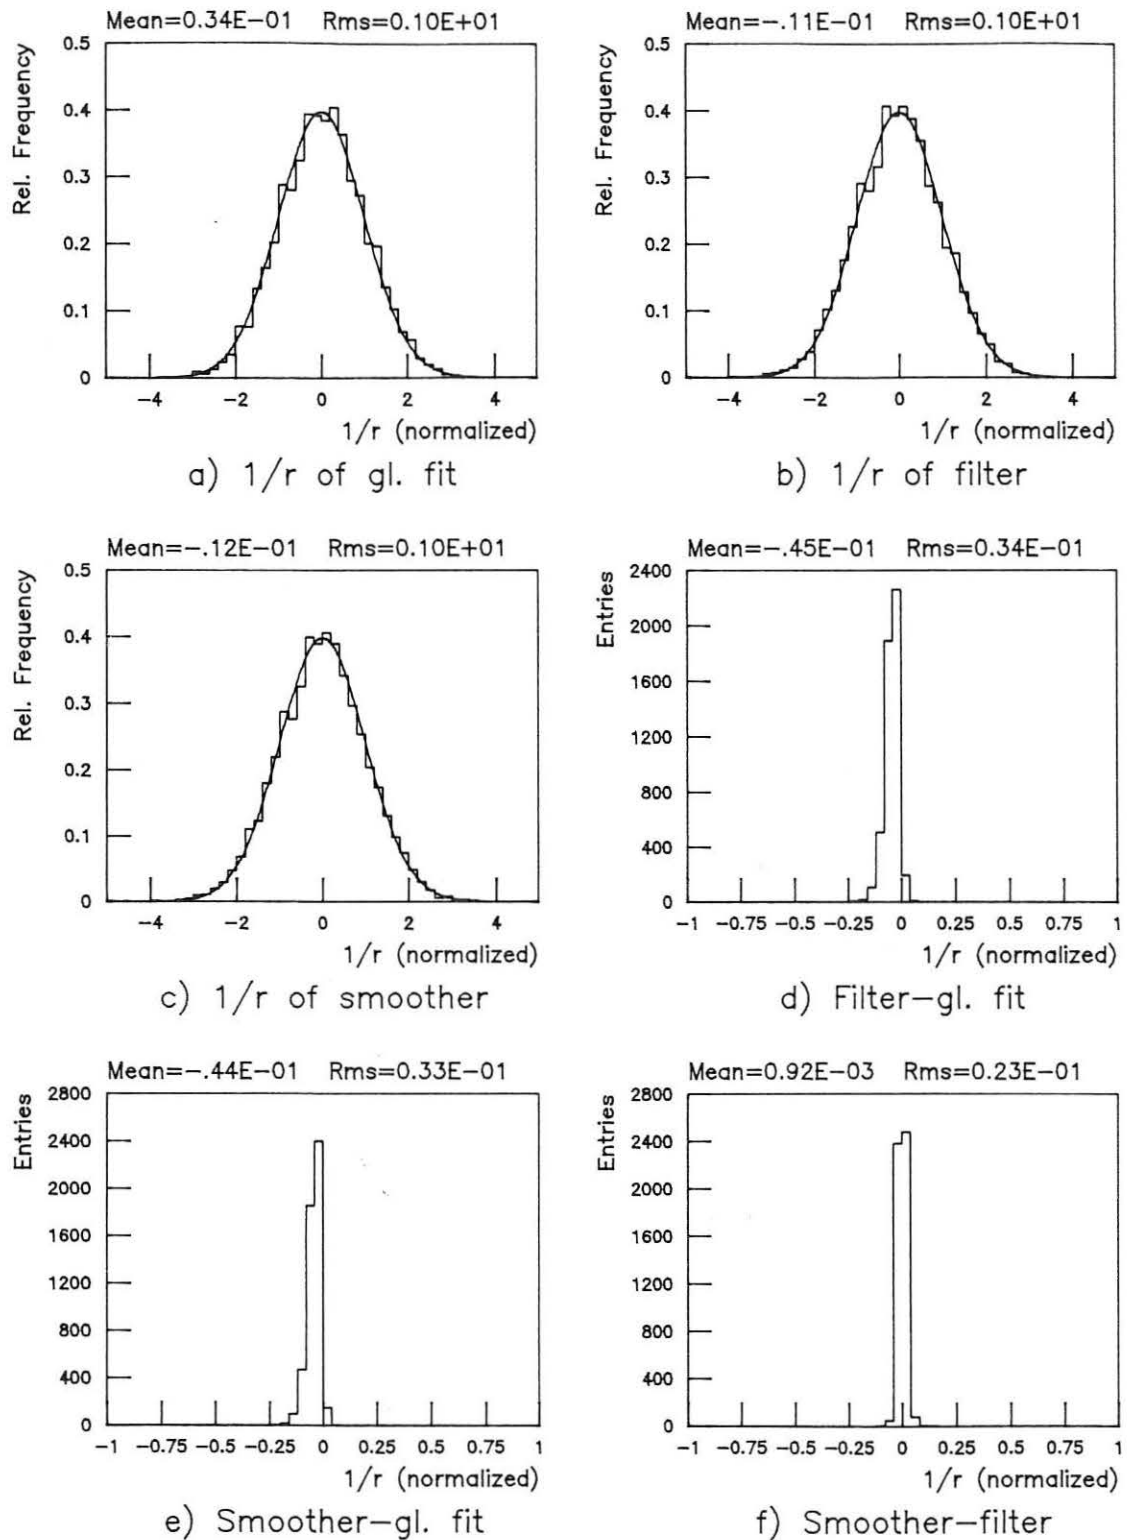 Mean=0.34E-01 Rms=0.10E+01
Rel. Frequency
0.5
0.4
0.3
0.2
0.1
0
-4 -2 0 2 4
1/r (normalized)
a) 1/r of gl. fit
Mean=-.11E-01 Rms=0.10E+01
Rel. Frequency
0.5
0.4
0.3
0.2
0.1
0
-4 -2 0 2 4
1/r (normalized)
b) 1/r of filter
Mean=-.12E-01 Rms=0.10E+01
Rel. Frequency
0.5
0.4
0.3
0.2
0.1
0
-4 -2 0 2 4
1/r (normalized)
c) 1/r of smoother
Mean=-.45E-01 Rms=0.34E-01
Entries
2400
2000
1600
1200
800
400
0
-1 -0.75 -0.5 -0.25 0 0.25 0.5 0.75 1
1/r (normalized)
d) Filter-gl. fit
Mean=-.44E-01 Rms=0.33E-01
Entries
2800
2400
2000
1600
1200
800
400
0
-1 -0.75 -0.5 -0.25 0 0.25 0.5 0.75 1
1/r (normalized)
e) Smoother-gl. fit
Mean=0.92E-03 Rms=0.23E-01
Entries
2800
2400
2000
1600
1200
800
400
0
-1 -0.75 -0.5 -0.25 0 0.25 0.5 0.75 1
1/r (normalized)
f) Smoother-filter